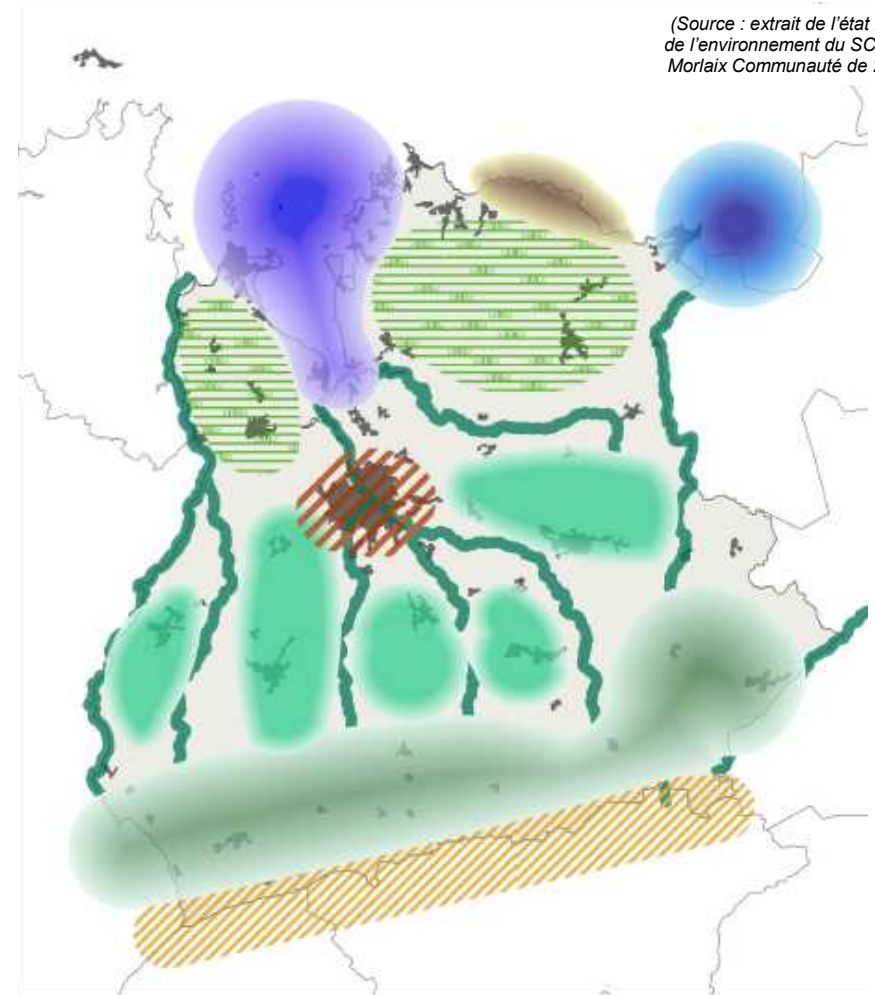 (Source : extrait de l'état
de l'environnement du SC
Morlaix Communauté de